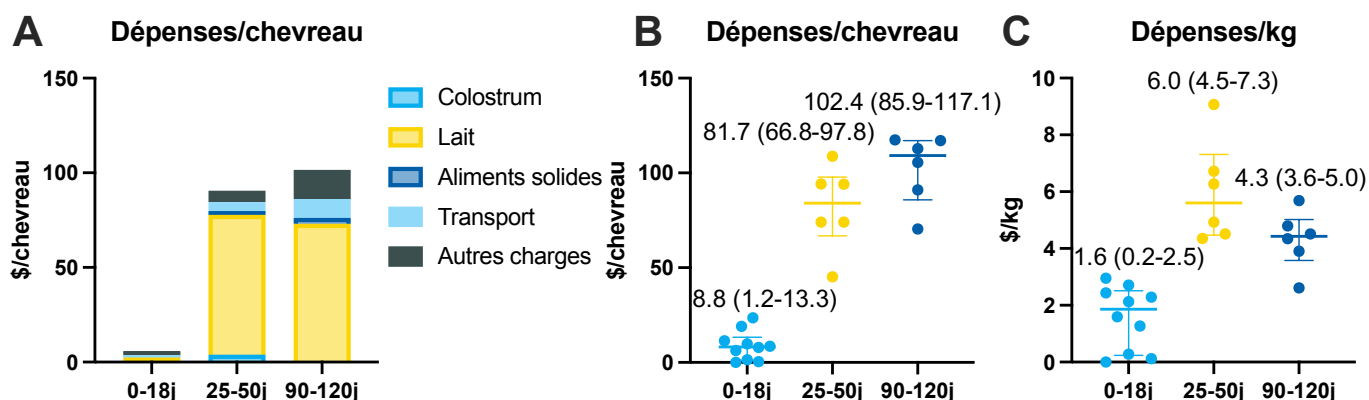 A
Dépenses/chevreau
150
100
50
0
$/chevreau
0-18j
25-50j
90-120j
Colostrum
Lait
Aliments solides
Transport
Autres charges
B
Dépenses/chevreau
150
100
50
0
$/chevreau
102.4 (85.9-117.1)
81.7 (66.8-97.8)
8.8 (1.2-13.3)
0-18j
25-50j
90-120j
C
Dépenses/kg
10
8
6
4
2
0
$/kg
6.0 (4.5-7.3)
4.3 (3.6-5.0)
1.6 (0.2-2.5)
0-18j
25-50j
90-120j